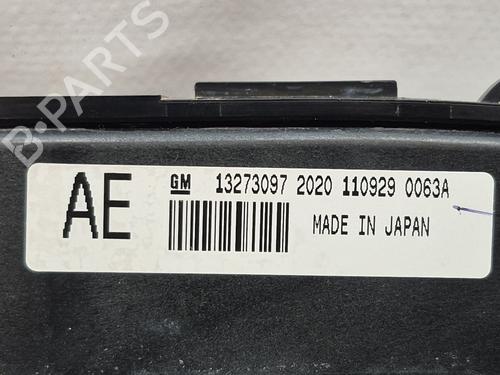 B-PARTS
AE
GM 13273097 2020 110929 0063A
MADE IN JAPAN